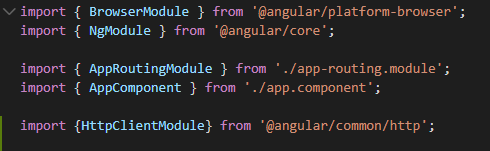 import { BrowserModule } from '@angular/platform-browser';
import { NgModule } from '@angular/core';
import { AppRoutingModule } from './app-routing.module';
import { AppComponent } from './app.component';
import {HttpClientModule} from '@angular/common/http';